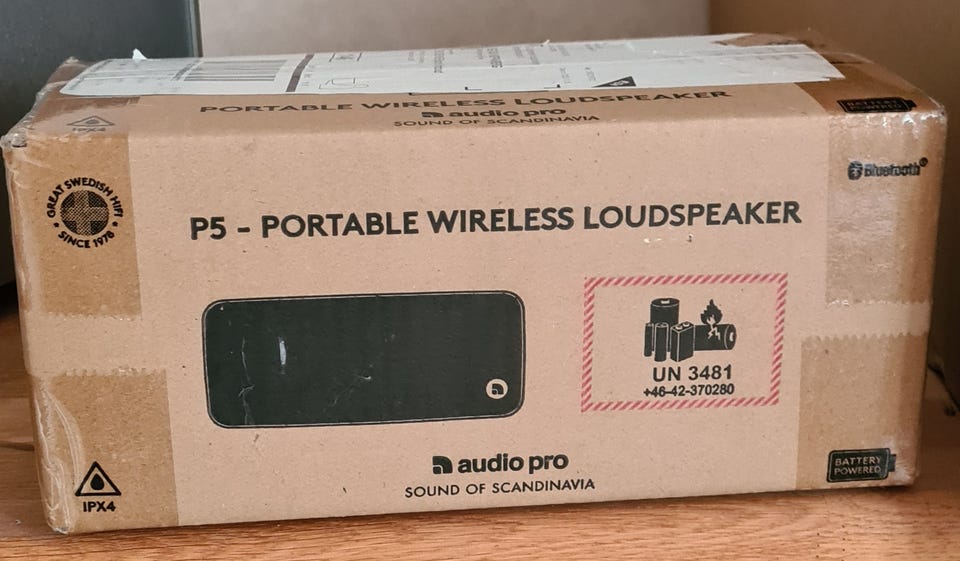 PORTABLE WIRELESS LOUDSPEAKER
audio pro
SOUND OF SCANDINAVIA
BATTERY POWERED
IPX4
Bluetooth®
GREAT SWEDISH HIFI
SINCE 1978
P5 - PORTABLE WIRELESS LOUDSPEAKER
UN 3481
+46-42-370280
audio pro
SOUND OF SCANDINAVIA
IPX4
BATTERY
POWERED